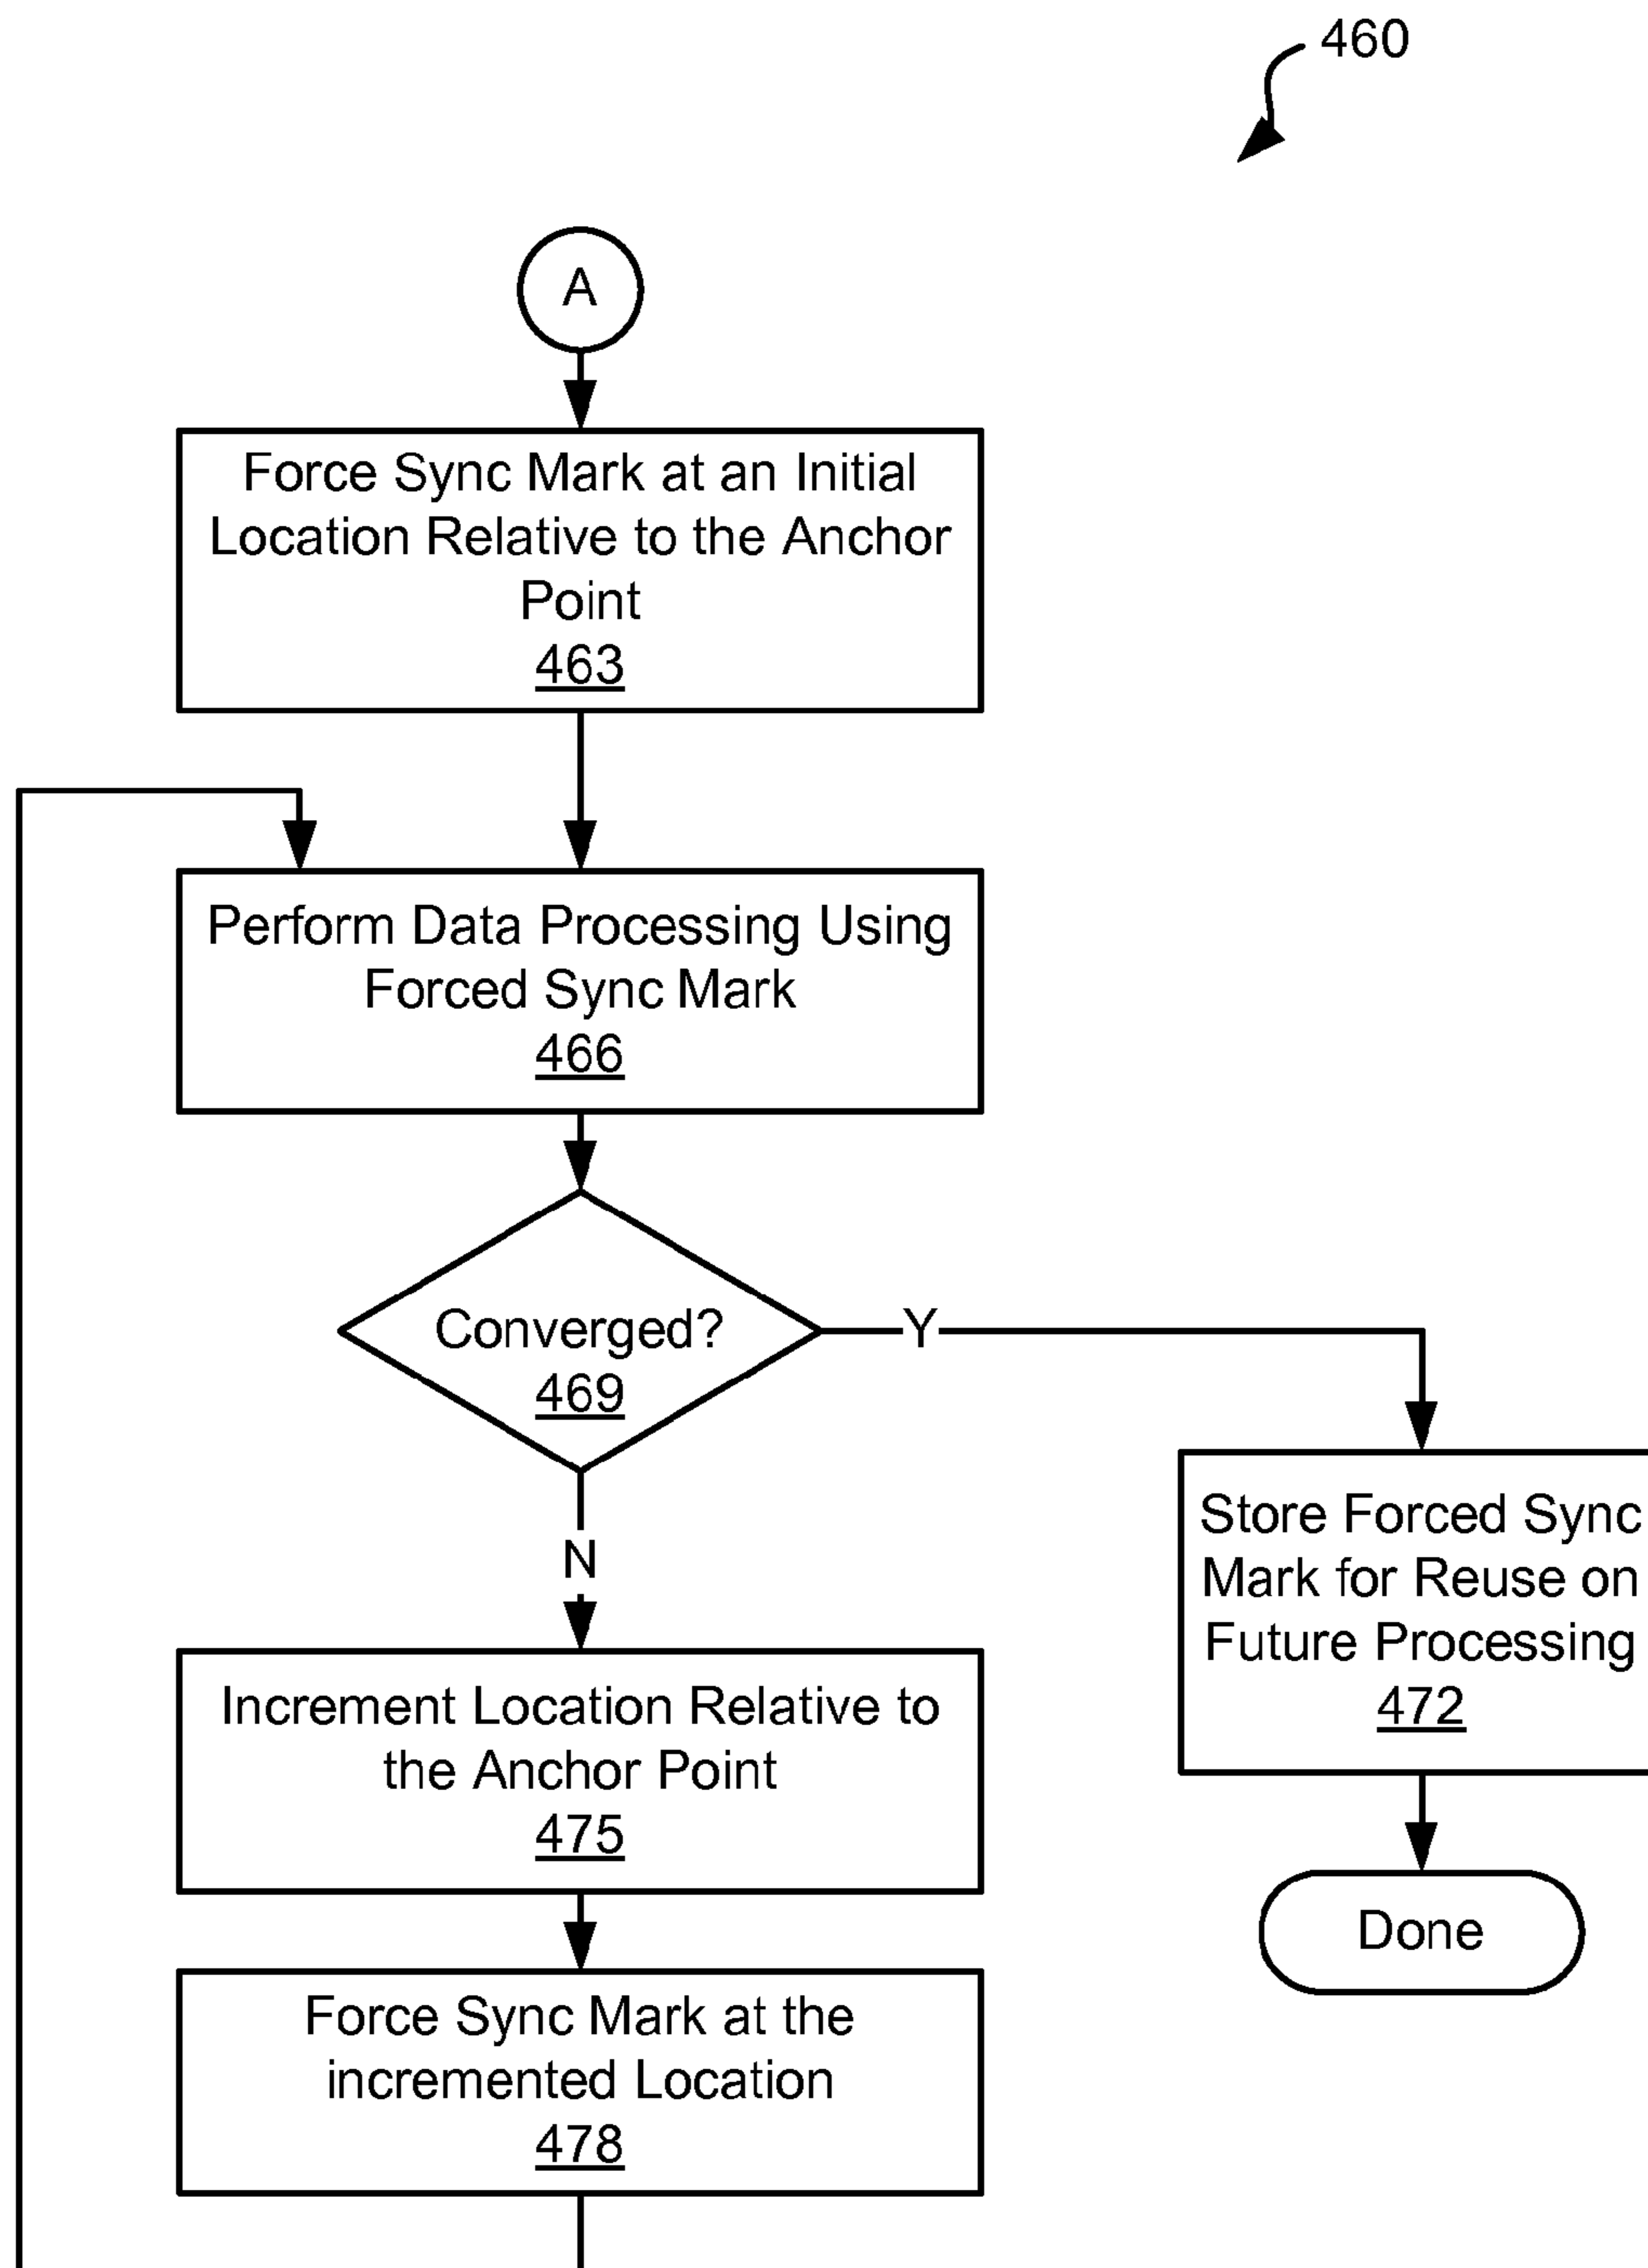 460
A
Force Sync Mark at an Initial
Location Relative to the Anchor
Point
463
Perform Data Processing Using
Forced Sync Mark
466
Converged?
469
Y
N
Store Forced Sync
Mark for Reuse on
Future Processing
472
Increment Location Relative to
the Anchor Point
475
Done
Force Sync Mark at the
incremented Location
478